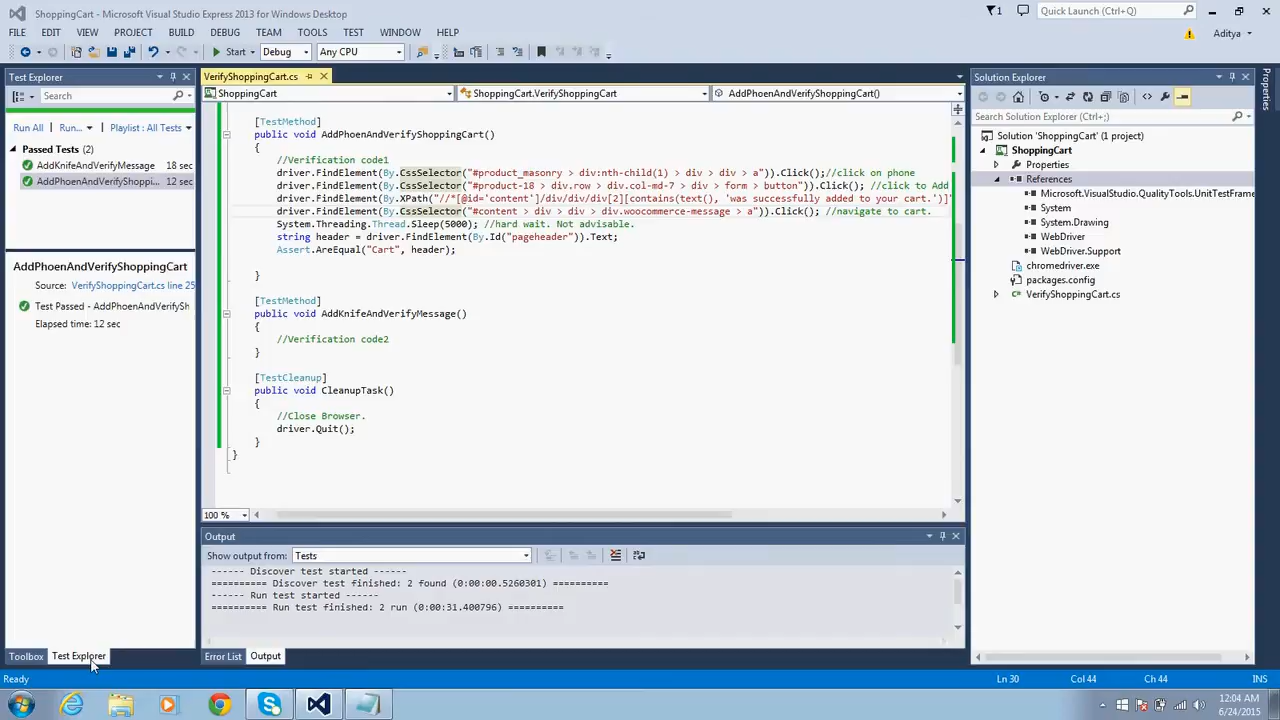 ShoppingCart - Microsoft Visual Studio Express 2013 for Windows Desktop
1
Quick Launch (Ctrl+Q)
FILE EDIT VIEW PROJECT BUILD DEBUG TEAM TOOLS TEST WINDOW HELP
Aditya
Start Debug Any CPU
Test Explorer
Search
Run All Run... Playlist : All Tests
Passed Tests (2)
AddKnifeAndVerifyMessage 18 sec
AddPhoenAndVerifyShoppi... 12 sec
AddPhoenAndVerifyShoppingCart
Source: VerifyShoppingCart.cs line 25
Test Passed - AddPhoenAndVerifySh
Elapsed time: 12 sec
Toolbox Test Explorer
VerifyShoppingCart.cs
ShoppingCart ShoppingCart.VerifyShoppingCart AddPhoenAndVerifyShoppingCart()
[TestMethod]
public void AddPhoenAndVerifyShoppingCart()
{
//Verification code1
driver.FindElement(By.CssSelector("#product_masonry > div:nth-child(1) > div > div > a")).Click();//click on phone
driver.FindElement(By.CssSelector("#product-18 > div.row > div.col-md-7 > div > form > button")).Click(); //click to Add
driver.FindElement(By.XPath("//*[@id='content']/div/div/div[2][contains(text(), 'was successfully added to your cart.')]"
driver.FindElement(By.CssSelector("#content > div > div > div.woocommerce-message > a")).Click(); //navigate to cart.
System.Threading.Thread.Sleep(5000); //hard wait. Not advisable.
string header = driver.FindElement(By.Id("pageheader")).Text;
Assert.AreEqual("Cart", header);
}
[TestMethod]
public void AddKnifeAndVerifyMessage()
{
//Verification code2
}
[TestCleanup]
public void CleanupTask()
{
//Close Browser.
driver.Quit();
}
}
100 %
Output
Show output from: Tests
------ Discover test started ------
========== Discover test finished: 2 found (0:00:00.5260301) ==========
------ Run test started ------
========== Run test finished: 2 run (0:00:31.400796) ==========
Error List Output
Solution Explorer
Search Solution Explorer (Ctrl+;)
Solution 'ShoppingCart' (1 project)
ShoppingCart
Properties
References
Microsoft.VisualStudio.QualityTools.UnitTestFrame
System
System.Drawing
WebDriver
WebDriver.Support
chromedriver.exe
packages.config
VerifyShoppingCart.cs
Properties
Ready Ln 30 Col 44 Ch 44 INS
12:04 AM
6/24/2015